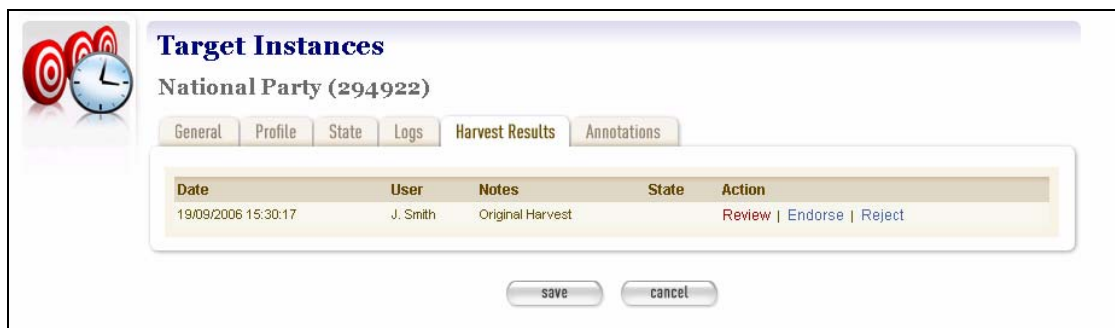 Target Instances
National Party (294922)
General Profile State Logs Harvest Results Annotations
Date User Notes State Action
19/09/2006 15:30:17 J. Smith Original Harvest Review | Endorse | Reject
save cancel